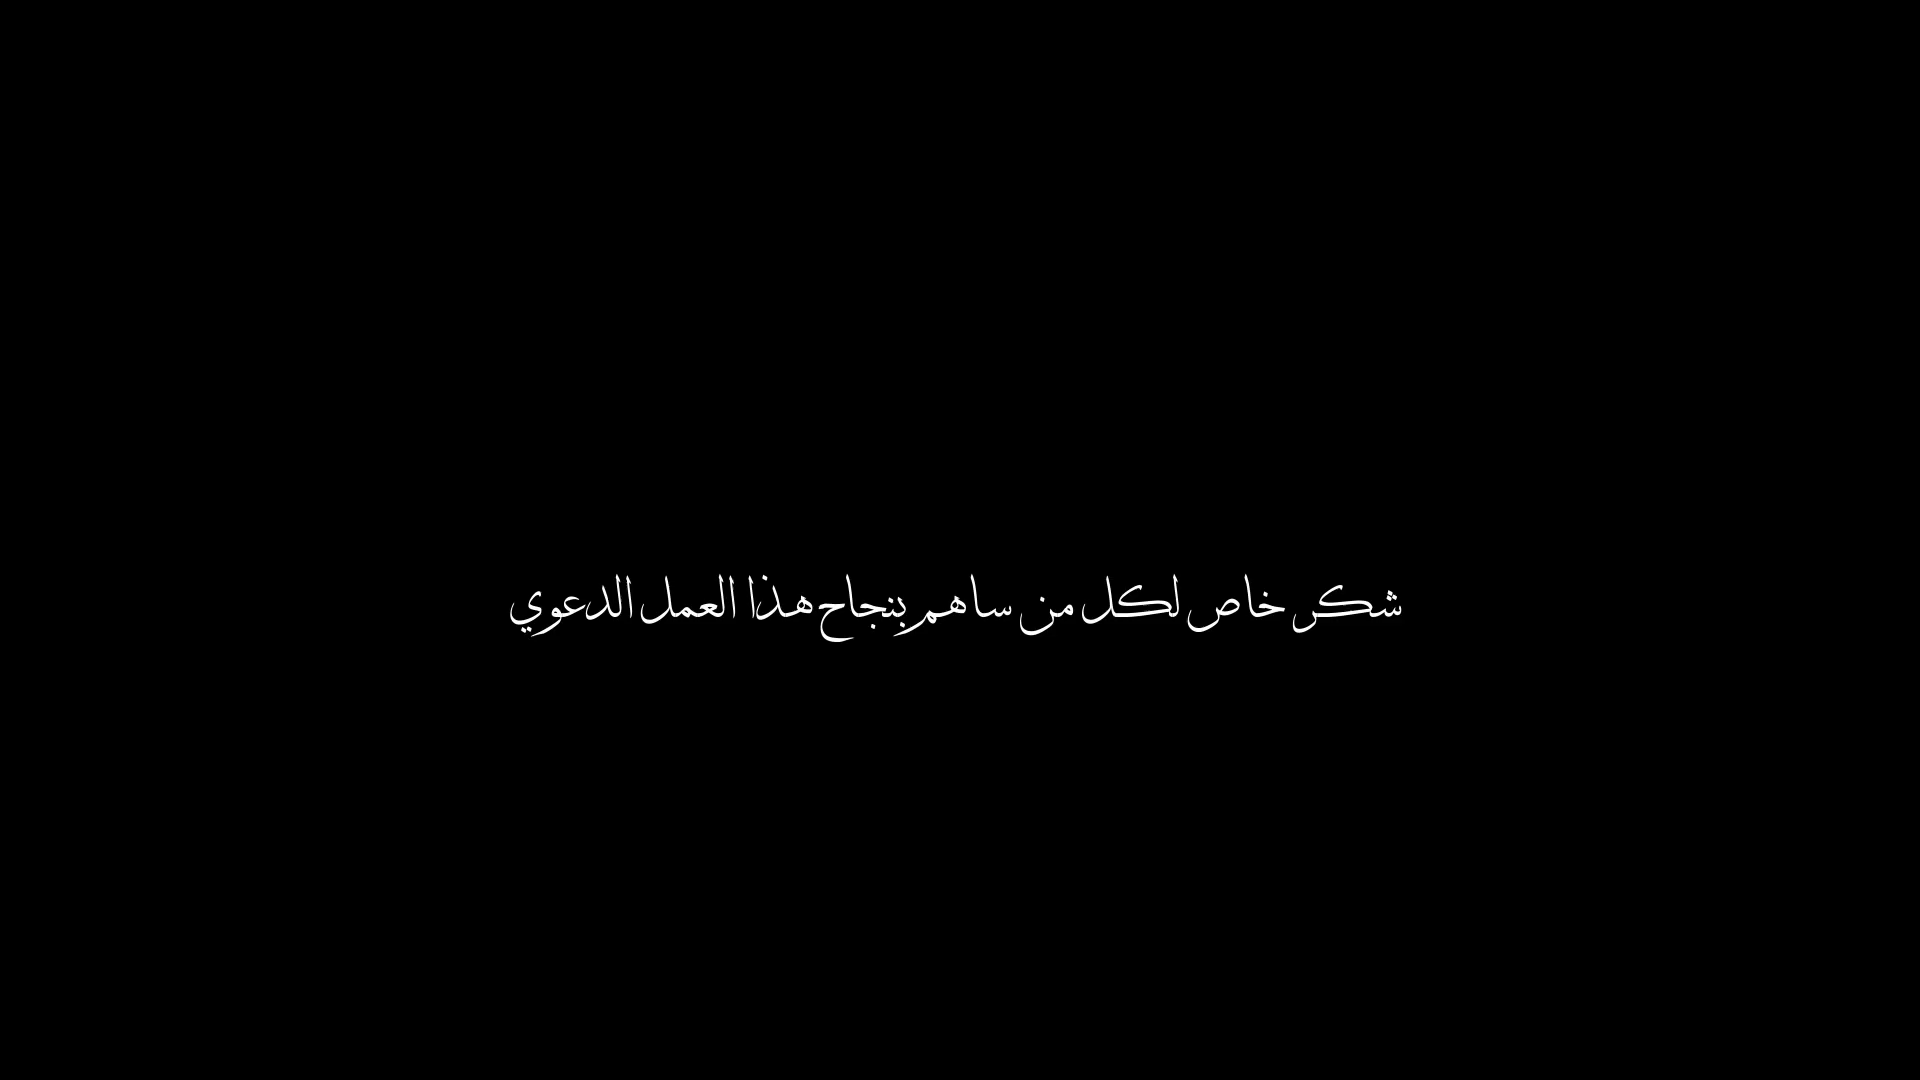 شكر خاص لكل من ساهم بنجاح هذا العمل الدعوي